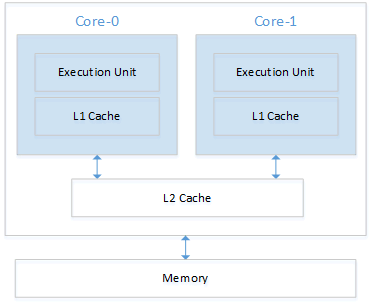 Core-0
Core-1
Execution Unit
Execution Unit
L1 Cache
L1 Cache
L2 Cache
Memory